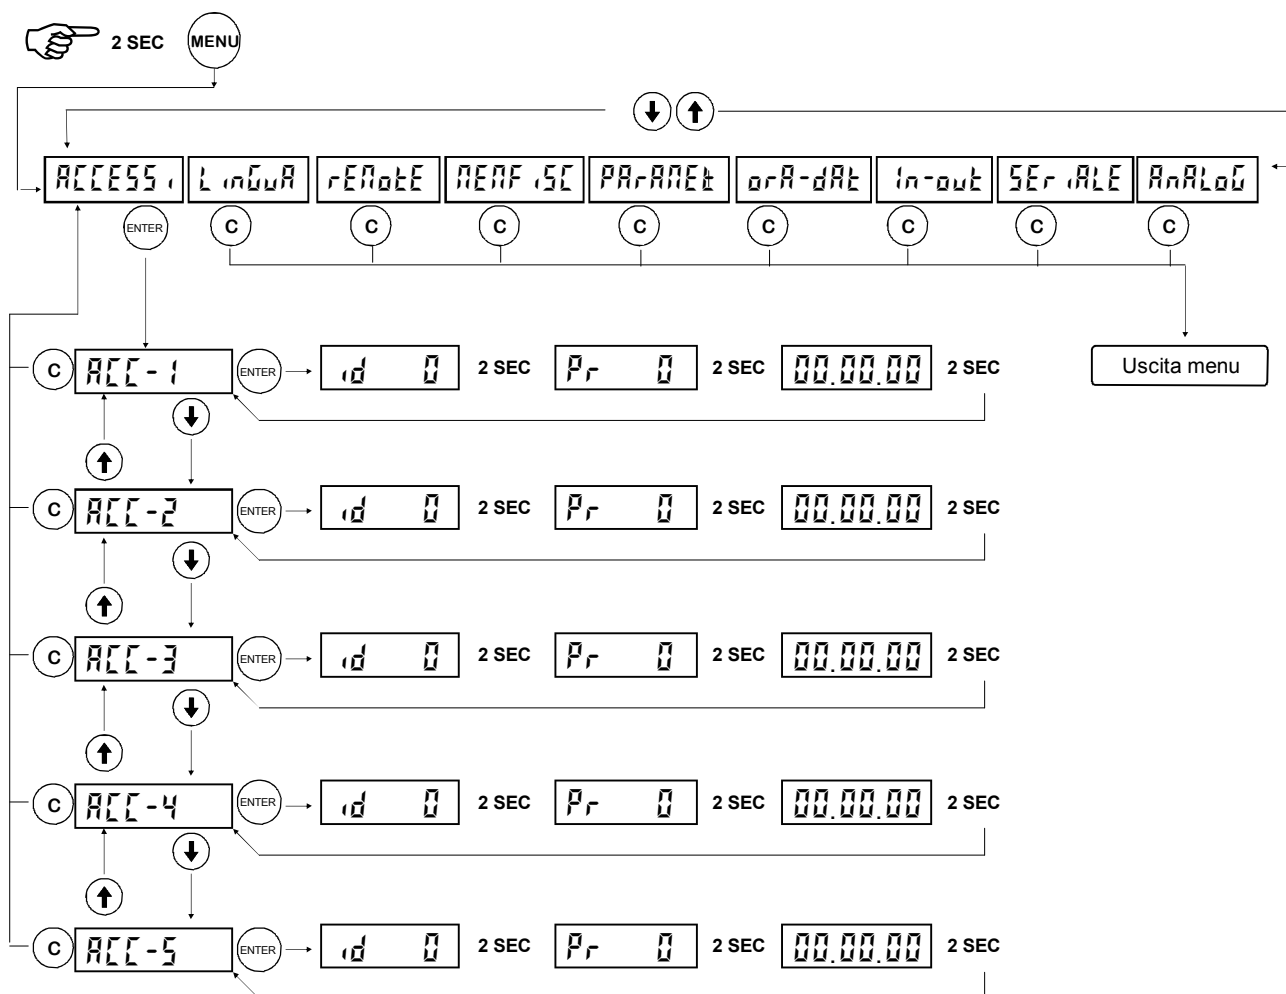 2 SEC MENU
ACCESSi LinGuA rEMotE MEMFiSC PArAMEt orA-dAt In-out SEriALE AnALoG
ENTER C C C C C C C C
C ACC-1 ENTER id 0 2 SEC Pr 0 2 SEC 00.00.00 2 SEC Uscita menu
C ACC-2 ENTER id 0 2 SEC Pr 0 2 SEC 00.00.00 2 SEC
C ACC-3 ENTER id 0 2 SEC Pr 0 2 SEC 00.00.00 2 SEC
C ACC-4 ENTER id 0 2 SEC Pr 0 2 SEC 00.00.00 2 SEC
C ACC-5 ENTER id 0 2 SEC Pr 0 2 SEC 00.00.00 2 SEC